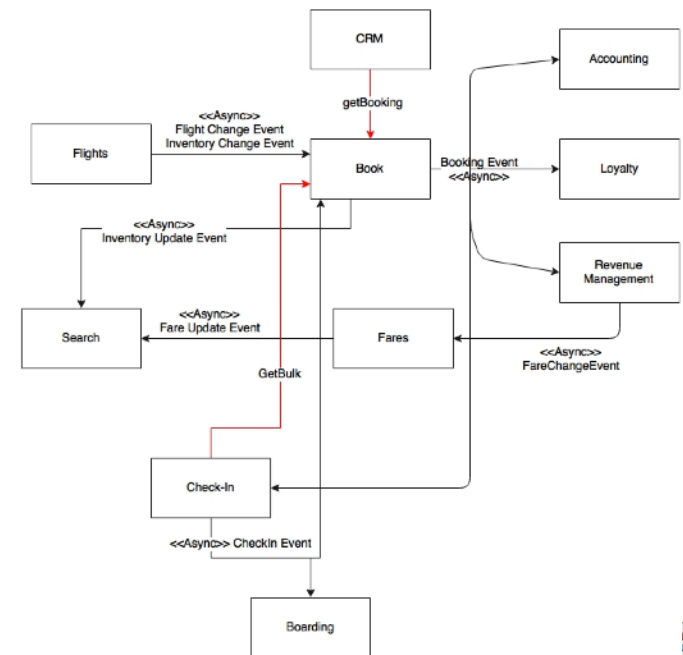 CRM
Accounting
getBooking
<<Async>>
Flight Change Event
Inventory Change Event
Flights
Book
Booking Event
<<Async>>
Loyalty
<<Async>>
Inventory Update Event
Revenue
Management
<<Async>>
Fare Update Event
Search
Fares
<<Async>>
FareChangeEvent
GetBulk
Check-In
<<Async>> CheckIn Event
Boarding